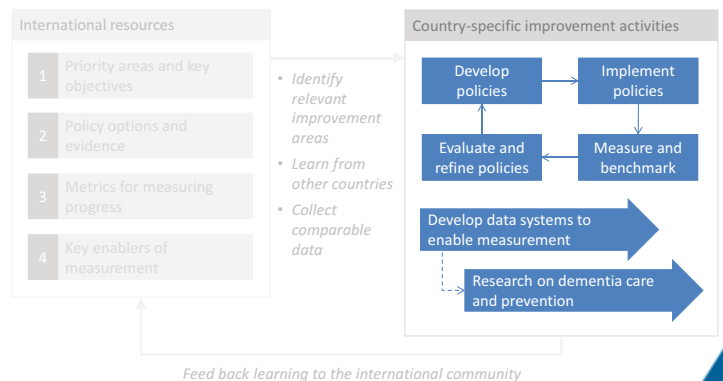 International resources
1
Priority areas and key
objectives
2
Policy options and
evidence
3
Metrics for measuring
progress
4
Key enablers of
measurement
• Identify
relevant
improvement
areas
• Learn from
other countries
• Collect
comparable
data
Country-specific improvement activities
Develop
policies
Implement
policies
Evaluate and
refine policies
Measure and
benchmark
Develop data systems to
enable measurement
Research on dementia care
and prevention
Feed back learning to the international community